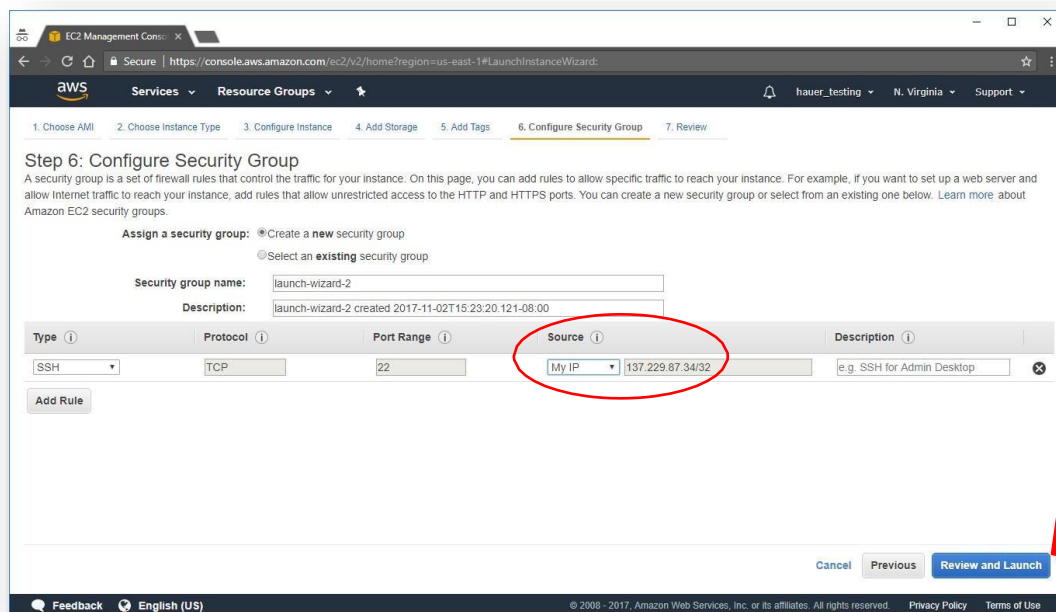 EC2 Management Conso
Secure | https://console.aws.amazon.com/ec2/v2/home?region=us-east-1#LaunchInstanceWizard:
aws Services Resource Groups hauer_testing N. Virginia Support
1. Choose AMI 2. Choose Instance Type 3. Configure Instance 4. Add Storage 5. Add Tags 6. Configure Security Group 7. Review
Step 6: Configure Security Group
A security group is a set of firewall rules that control the traffic for your instance. On this page, you can add rules to allow specific traffic to reach your instance. For example, if you want to set up a web server and
allow Internet traffic to reach your instance, add rules that allow unrestricted access to the HTTP and HTTPS ports. You can create a new security group or select from an existing one below. Learn more about
Amazon EC2 security groups.
Assign a security group: Create a new security group
Select an existing security group
Security group name: launch-wizard-2
Description: launch-wizard-2 created 2017-11-02T15:23:20.121-08:00
Type Protocol Port Range Source Description
SSH TCP 22 My IP 137.229.87.34/32 e.g. SSH for Admin Desktop
Add Rule
Cancel Previous Review and Launch
Feedback English (US) © 2008 - 2017, Amazon Web Services, Inc. or its affiliates. All rights reserved. Privacy Policy Terms of Use